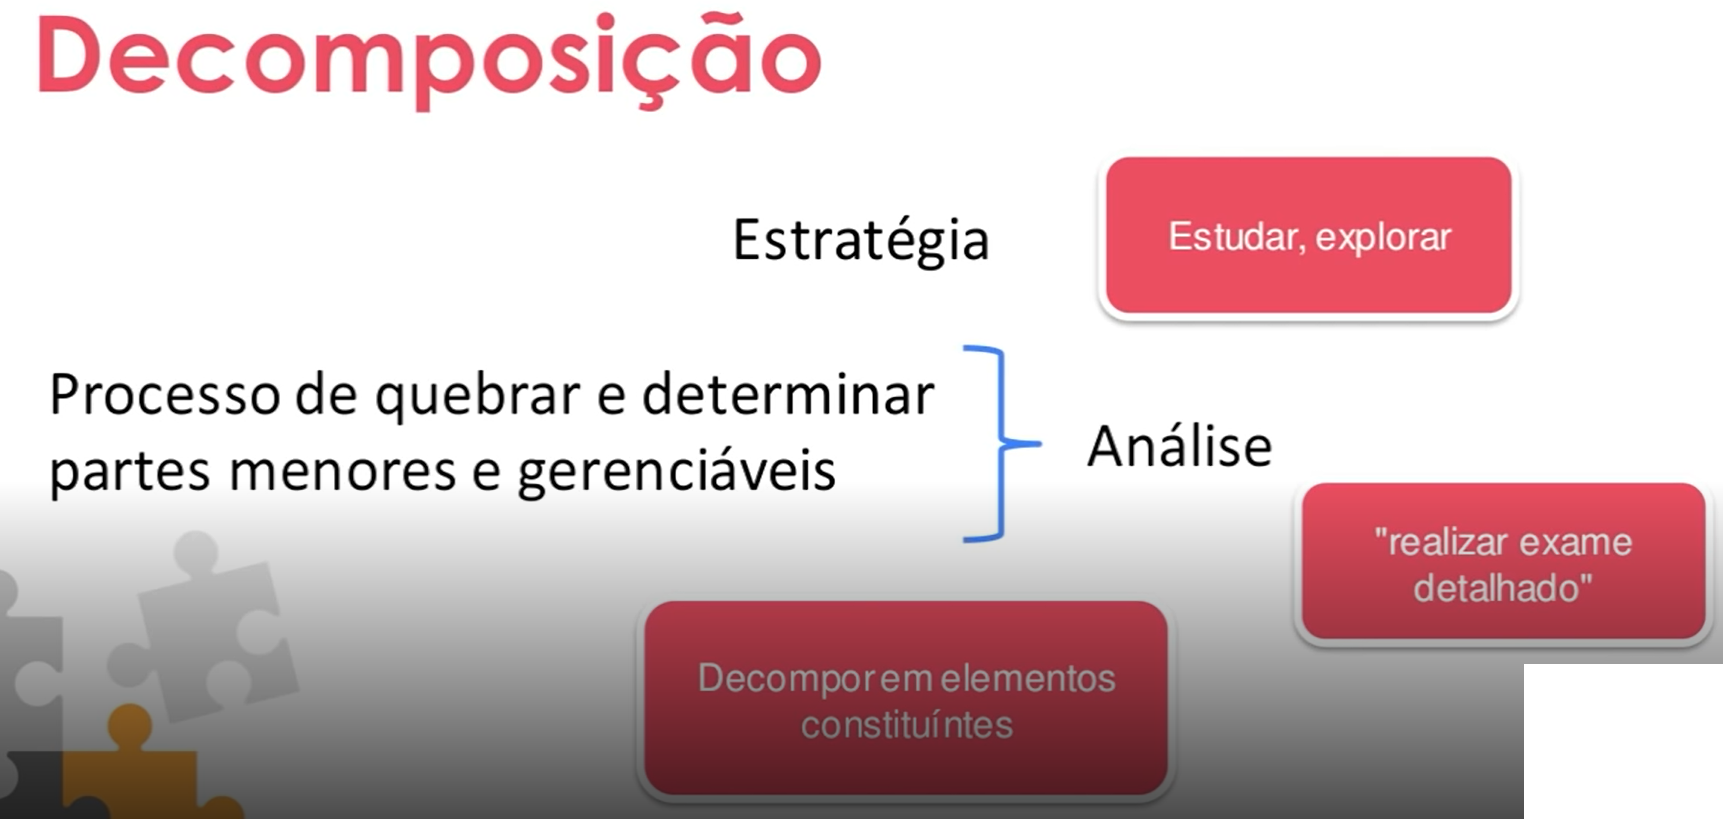 Decomposição
Estratégia
Estudar, explorar
Processo de quebrar e determinar
partes menores e gerenciáveis
Análise
"realizar exame
detalhado"
Decompor em elementos
constituíntes